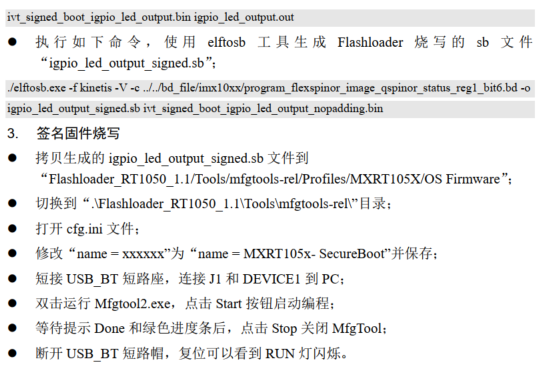 ivt_signed_boot_igpio_led_output.bin igpio_led_output.out
● 执行如下命令，使用 elftosb 工具生成 Flashloader 烧写的 sb 文件
“igpio_led_output_signed.sb”；
./elftosb.exe -f kinetis -V -c ../../bd_file/imx10xx/program_flexspinor_image_qspinor_status_reg1_bit6.bd -o
igpio_led_output_signed.sb ivt_signed_boot_igpio_led_output_nopadding.bin
3. 签名固件烧写
● 拷贝生成的 igpio_led_output_signed.sb 文件到
“Flashloader_RT1050_1.1/Tools/mfgtools-rel/Profiles/MXRT105X/OS Firmware”；
● 切换到“.\Flashloader_RT1050_1.1\Tools\mfgtools-rel\”目录；
● 打开 cfg.ini 文件；
● 修改“name = xxxxxx”为“name = MXRT105x- SecureBoot”并保存；
● 短接 USB_BT 短路座，连接 J1 和 DEVICE1 到 PC；
● 双击运行 Mfgtool2.exe，点击 Start 按钮启动编程；
● 等待提示 Done 和绿色进度条后，点击 Stop 关闭 MfgTool；
● 断开 USB_BT 短路帽，复位可以看到 RUN 灯闪烁。